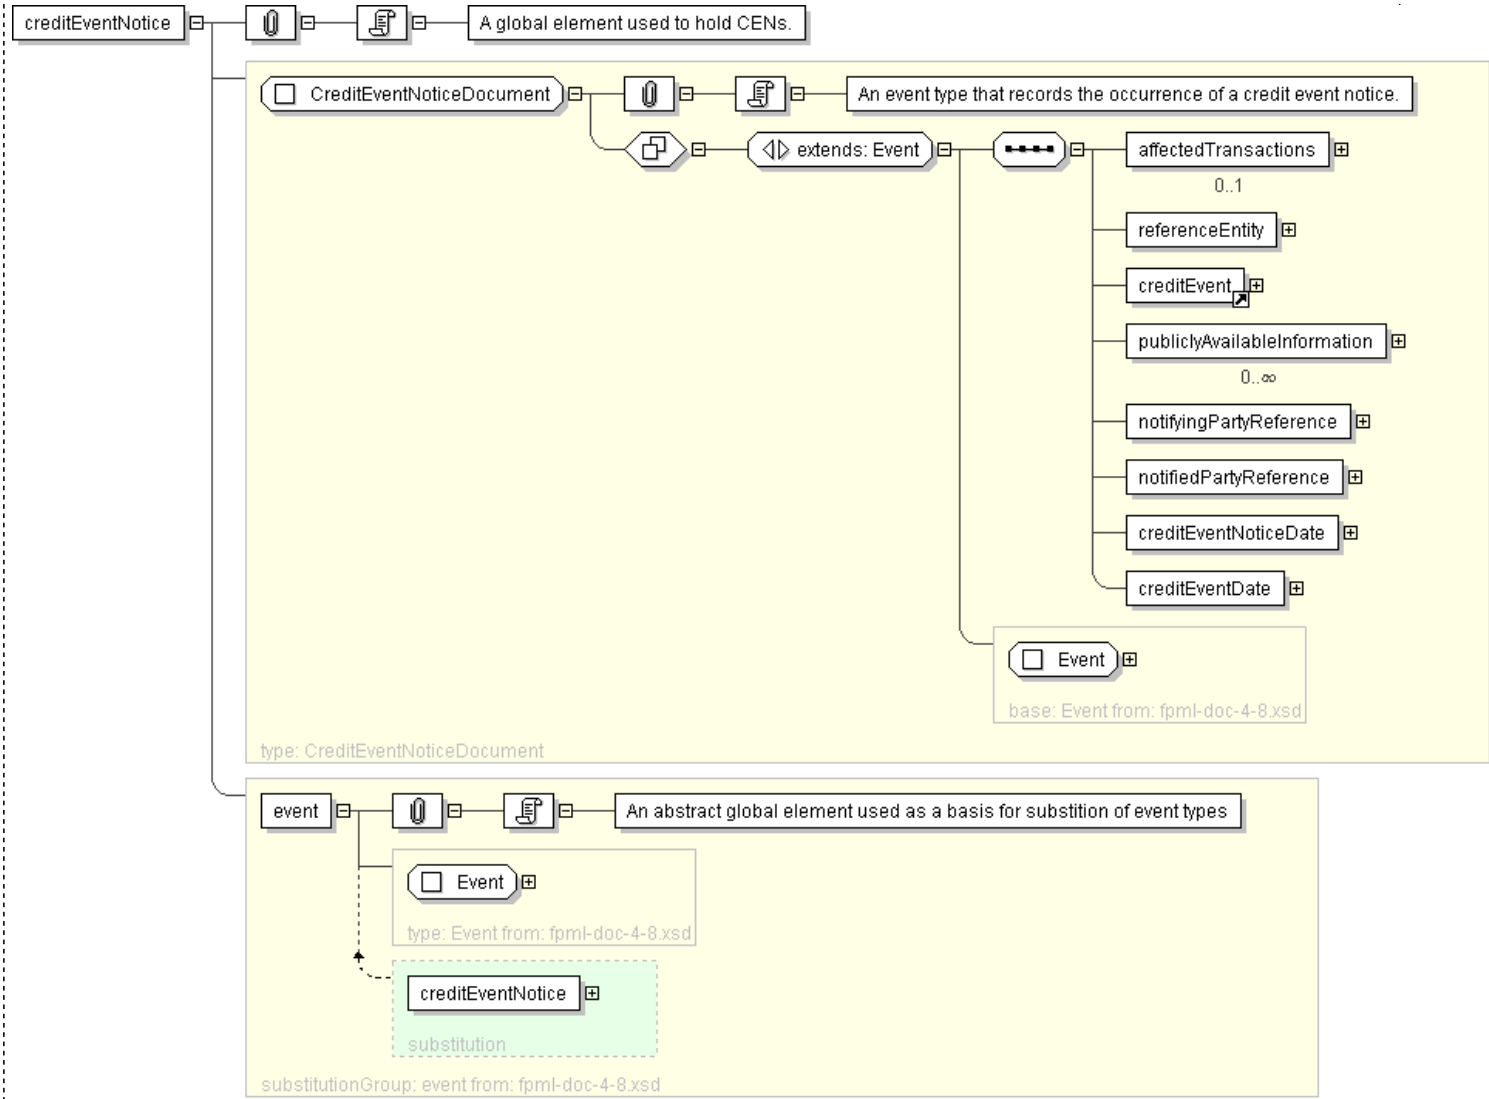 creditEventNotice
A global element used to hold CENs.
CreditEventNoticeDocument
An event type that records the occurrence of a credit event notice.
extends: Event
affectedTransactions
0..1
referenceEntity
creditEvent
publiclyAvailableInformation
0..∞
notifyingPartyReference
notifiedPartyReference
creditEventNoticeDate
creditEventDate
Event
base: Event from: fpml-doc-4-8.xsd
type: CreditEventNoticeDocument
event
An abstract global element used as a basis for substition of event types
Event
type: Event from: fpml-doc-4-8.xsd
creditEventNotice
substitution
substitutionGroup: event from: fpml-doc-4-8.xsd